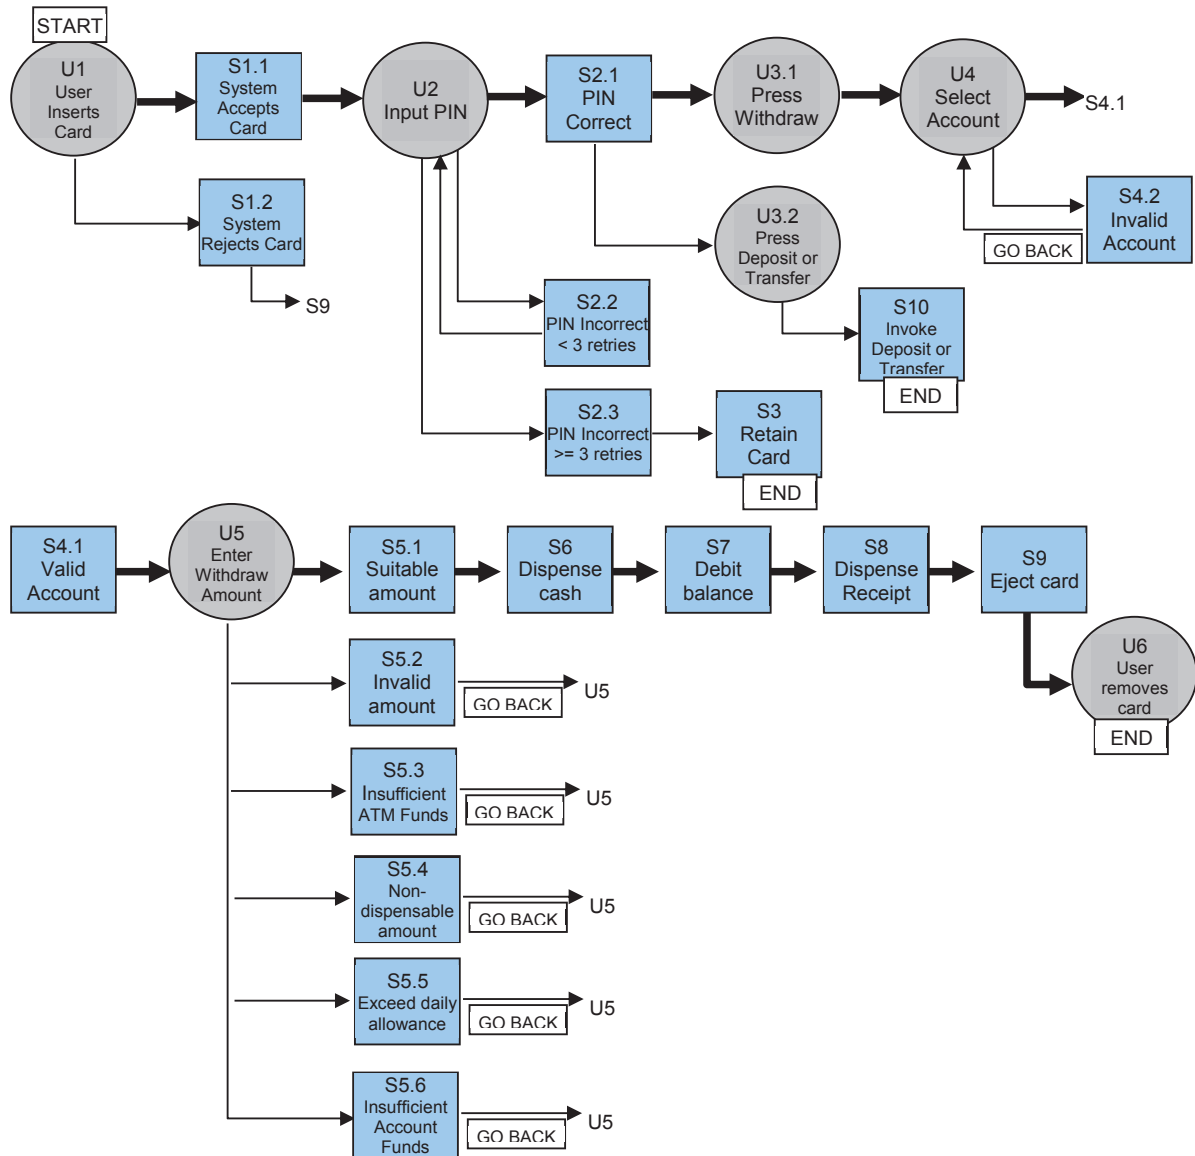 START
U1
User
Inserts
Card
S1.1
System
Accepts
Card
U2
Input PIN
S2.1
PIN
Correct
U3.1
Press
Withdraw
U4
Select
Account
S4.1
S1.2
System
Rejects Card
S9
U3.2
Press
Deposit or
Transfer
S4.2
Invalid
Account
GO BACK
S2.2
PIN Incorrect
< 3 retries
S10
Invoke
Deposit or
Transfer
END
S2.3
PIN Incorrect
>= 3 retries
S3
Retain
Card
END
S4.1
Valid
Account
U5
Enter
Withdraw
Amount
S5.1
Suitable
amount
S6
Dispense
cash
S7
Debit
balance
S8
Dispense
Receipt
S9
Eject card
U6
User
removes
card
END
S5.2
Invalid
amount
GO BACK
U5
S5.3
Insufficient
ATM Funds
GO BACK
U5
S5.4
Non-
dispensable
amount
GO BACK
U5
S5.5
Exceed daily
allowance
GO BACK
U5
S5.6
Insufficient
Account
Funds
GO BACK
U5